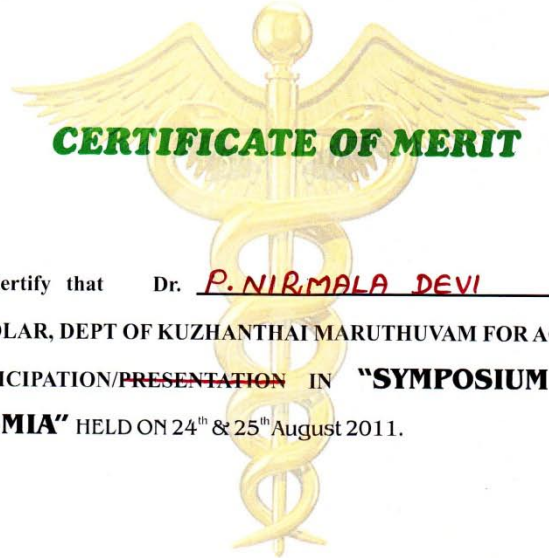 CERTIFICATE OF MERIT
ertify that Dr. P. NIRMALA DEVI
OLAR, DEPT OF KUZHANTHAI MARUTHUVAM FOR A
ICIPATION/PRESENTATION IN "SYMPOSIUM
MIA" HELD ON 24th & 25th August 2011.